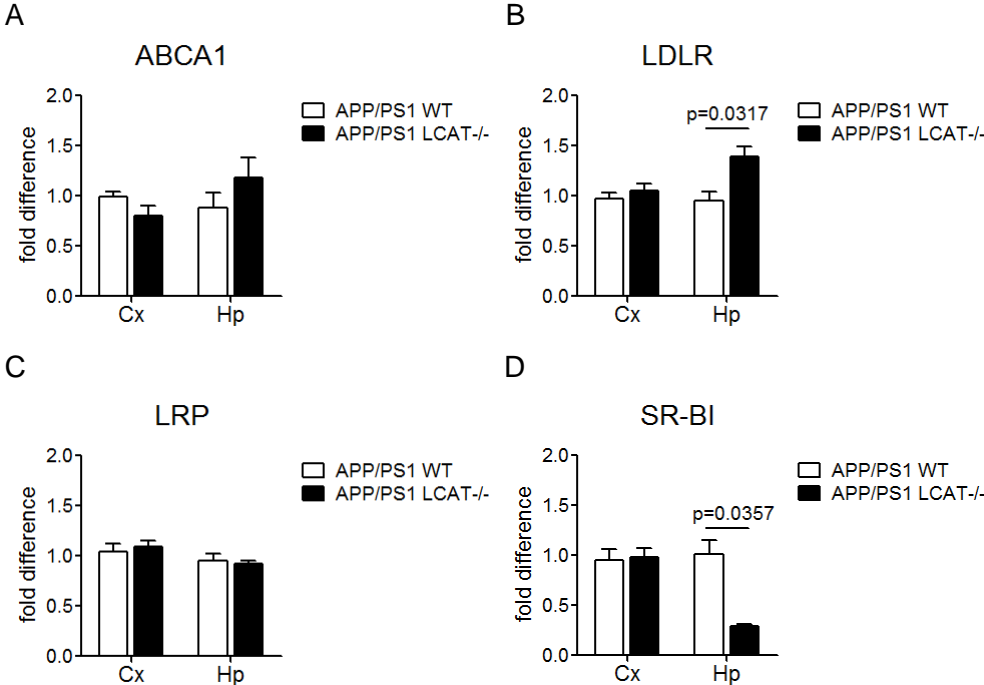 A
ABCA1
2.0
1.5
1.0
0.5
0.0
fold difference
Cx
Hp
APP/PS1 WT
APP/PS1 LCAT-/-
B
LDLR
2.0
1.5
1.0
0.5
0.0
fold difference
p=0.0317
Cx
Hp
APP/PS1 WT
APP/PS1 LCAT-/-
C
LRP
2.0
1.5
1.0
0.5
0.0
fold difference
Cx
Hp
APP/PS1 WT
APP/PS1 LCAT-/-
D
SR-BI
2.0
1.5
1.0
0.5
0.0
fold difference
p=0.0357
Cx
Hp
APP/PS1 WT
APP/PS1 LCAT-/-